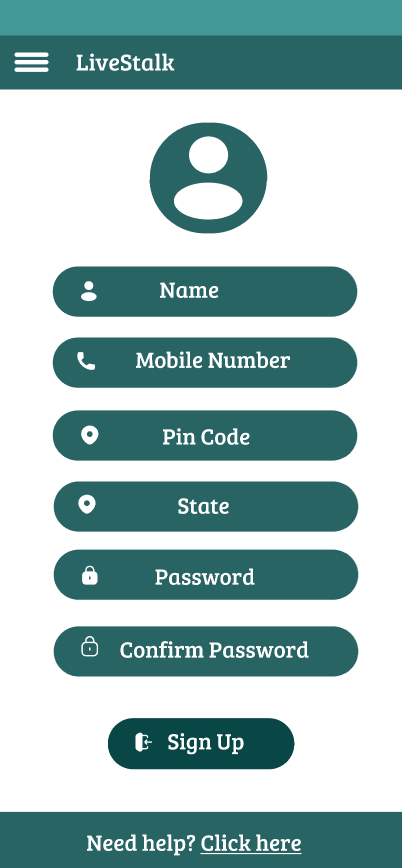 LiveStalk
Name
Mobile Number
Pin Code
State
Password
Confirm Password
Sign Up
Need help? Click here